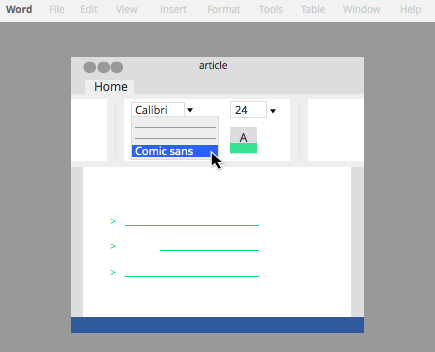 Word File Edit View Insert Format Tools Table Window Help
article
Home
Calibri 24
A
Comic sans
>
>
>